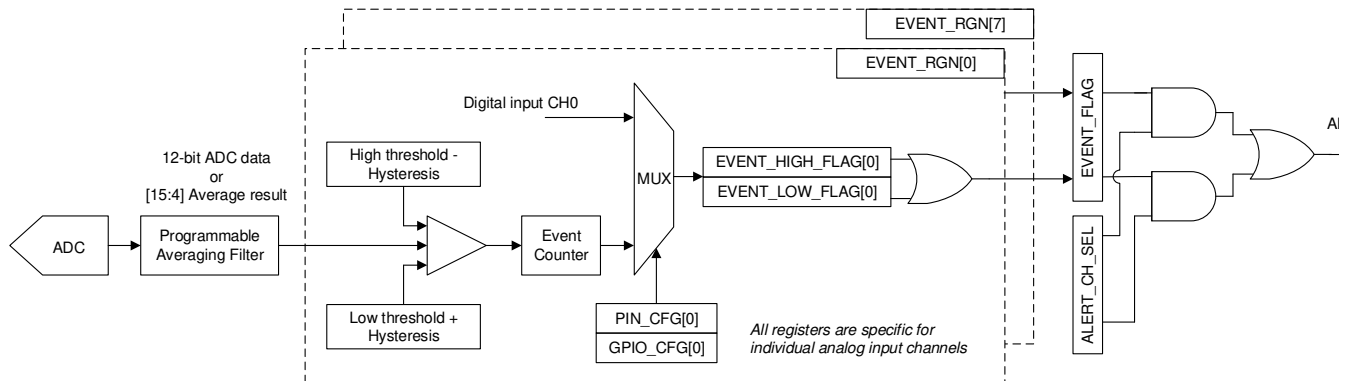 EVENT_RGN[7]
EVENT_RGN[0]
Digital input CH0
12-bit ADC data
or
[15:4] Average result
High threshold -
Hysteresis
MUX
EVENT_HIGH_FLAG[0]
EVENT_LOW_FLAG[0]
EVENT_FLAG
ADC
Programmable
Averaging Filter
Event
Counter
Low threshold +
Hysteresis
PIN_CFG[0]
GPIO_CFG[0]
All registers are specific for
individual analog input channels
ALERT_CH_SEL